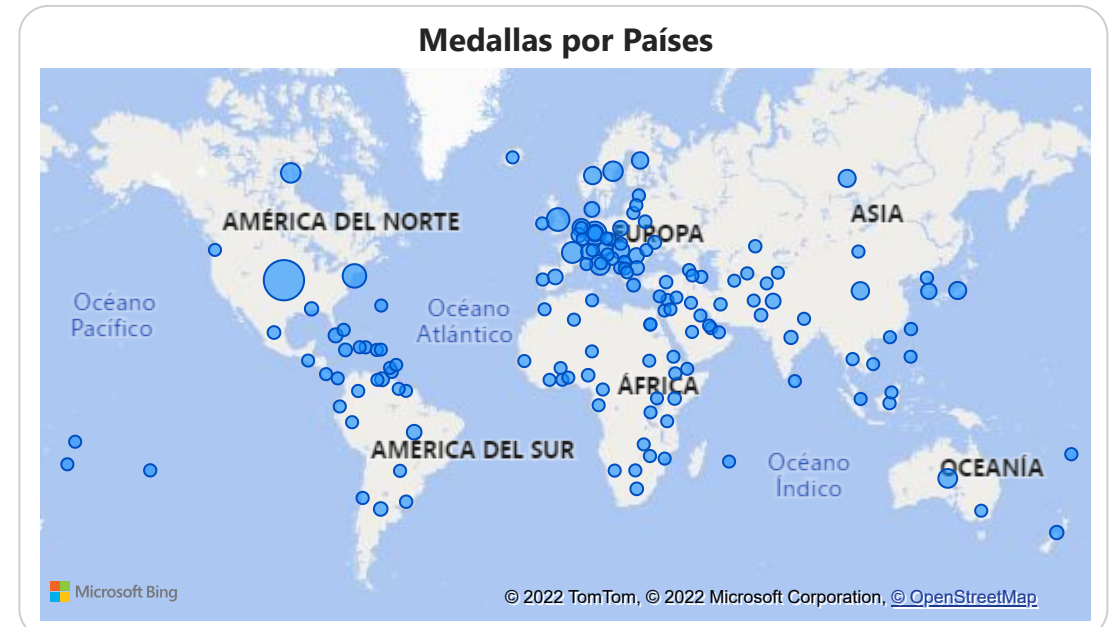 Medallas por Países
AMÉRICA DEL NORTE
ASIA
EUROPA
Océano
Pacífico
Océano
Atlántico
ÁFRICA
AMÉRICA DEL SUR
Océano
Índico
OCEANÍA
Microsoft Bing
© 2022 TomTom, © 2022 Microsoft Corporation, © OpenStreetMap